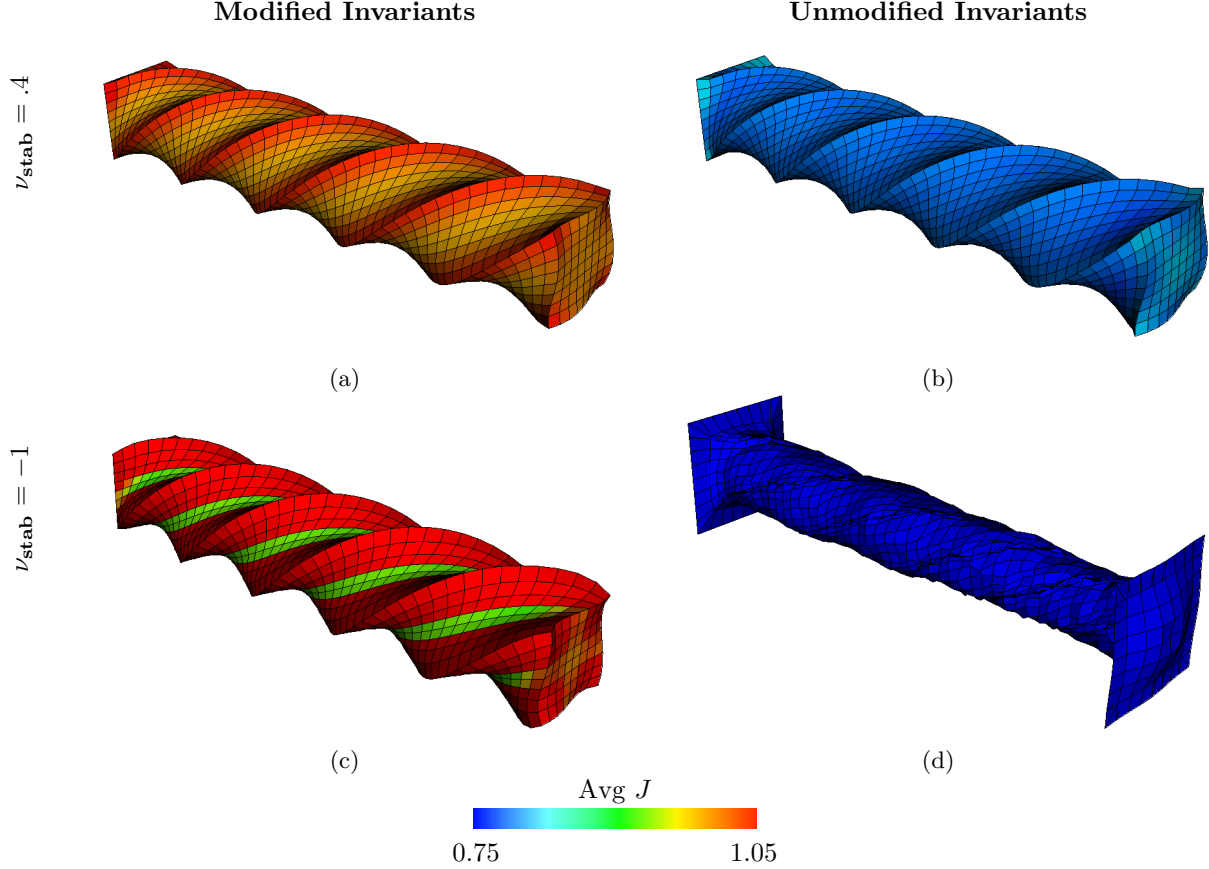 Modified Invariants
Unmodified Invariants
ν_stab = .4
(a)
(b)
ν_stab = −1
(c)
(d)
Avg J
0.75
1.05